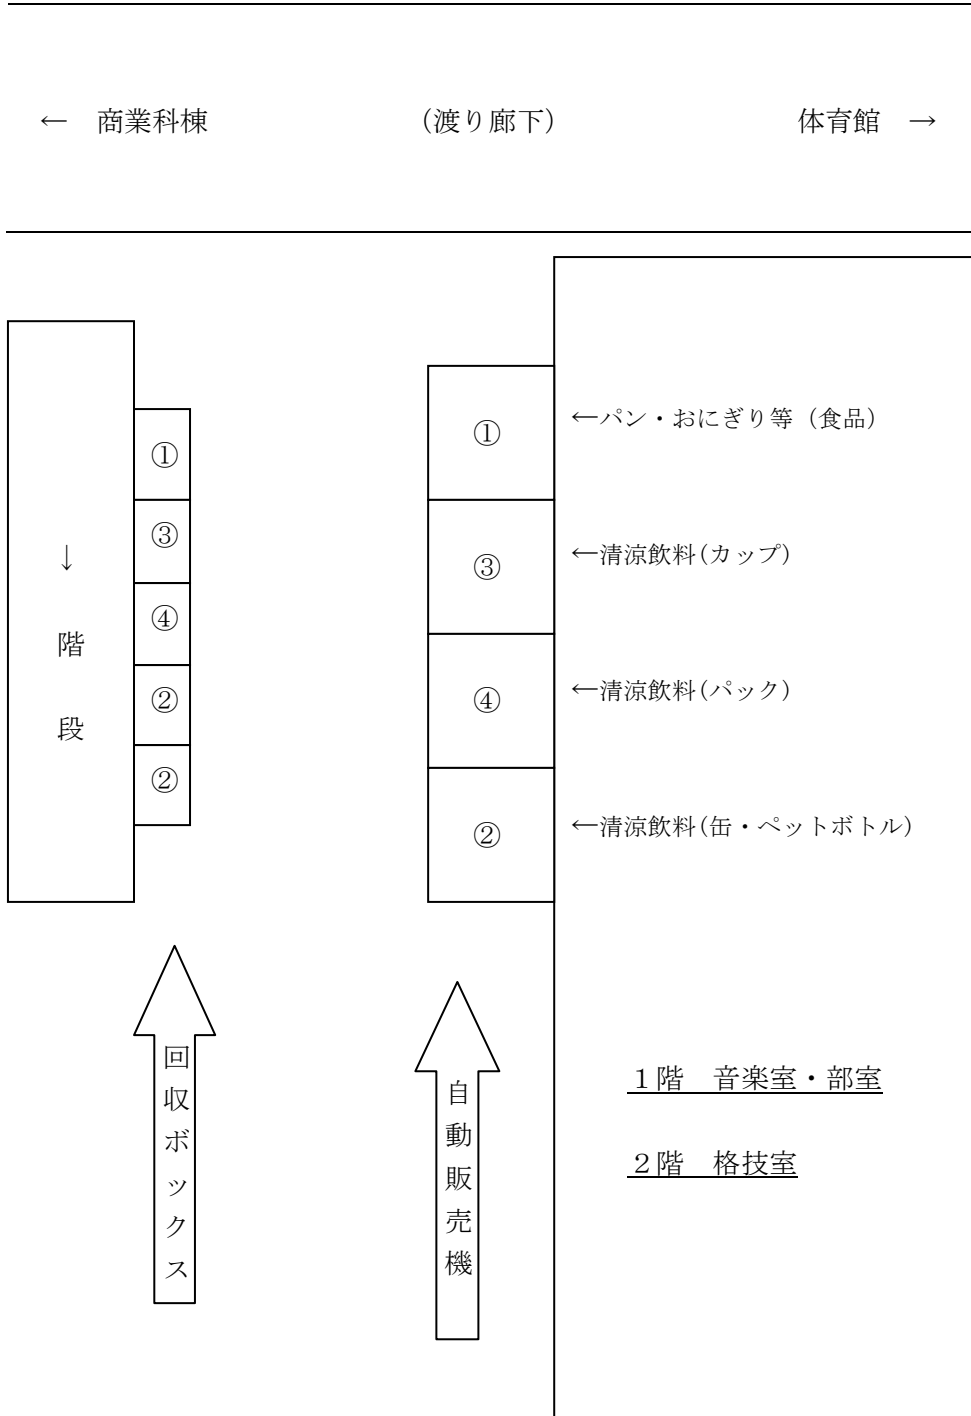 ← 商業科棟 (渡り廊下) 体育館 →
①
③
④
②
②
↓階段
①
③
④
②
←パン・おにぎり等（食品）
←清涼飲料(カップ)
←清涼飲料(パック)
←清涼飲料(缶・ペットボトル)
回収ボックス
自動販売機
１階　音楽室・部室
２階　格技室